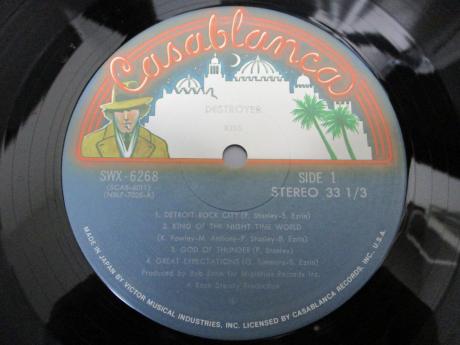 Casablanca
DESTROYER
KISS
SWX-6268
(SCAS-6011)
(NBLP-7025-A)
SIDE 1
STEREO 33 1/3
1. DETROIT ROCK CITY (P. Stanley-B. Ezrin)
2. KING OF THE NIGHT TIME WORLD
(K. Fowley-M. Anthony-P. Stanley-B. Ezrin)
3. GOD OF THUNDER (P. Stanley)
4. GREAT EXPECTATIONS (G. Simmons-B. Ezrin)
Produced by Bob Ezrin for Migration Records Inc.
A Rock Steady Production
MADE IN JAPAN BY VICTOR MUSICAL INDUSTRIES, INC. LICENSED BY CASABLANCA RECORDS, INC., U.S.A.